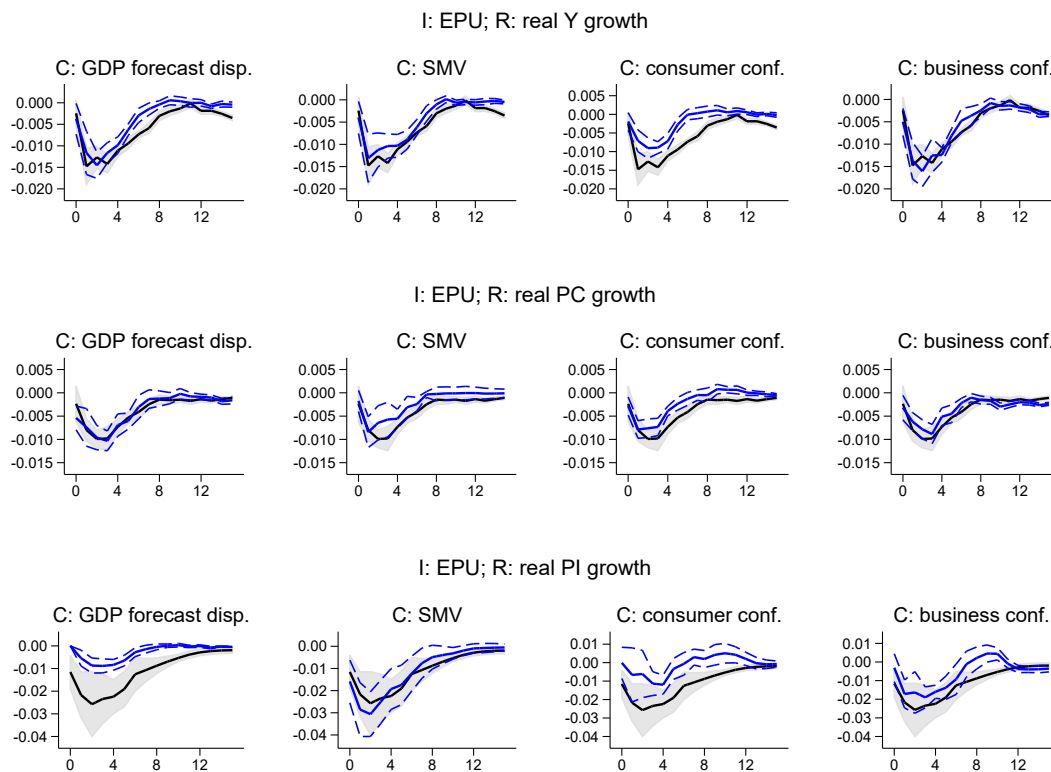 I: EPU; R: real Y growth
C: GDP forecast disp.
C: SMV
C: consumer conf.
C: business conf.
0.000
-0.005
-0.010
-0.015
-0.020
0 4 8 12
0.000
-0.005
-0.010
-0.015
-0.020
0 4 8 12
0.005
0.000
-0.005
-0.010
-0.015
-0.020
0 4 8 12
0.000
-0.005
-0.010
-0.015
-0.020
0 4 8 12
I: EPU; R: real PC growth
C: GDP forecast disp.
C: SMV
C: consumer conf.
C: business conf.
0.005
0.000
-0.005
-0.010
-0.015
0 4 8 12
0.005
0.000
-0.005
-0.010
-0.015
0 4 8 12
0.005
0.000
-0.005
-0.010
-0.015
0 4 8 12
0.005
0.000
-0.005
-0.010
-0.015
0 4 8 12
I: EPU; R: real PI growth
C: GDP forecast disp.
C: SMV
C: consumer conf.
C: business conf.
0.00
-0.01
-0.02
-0.03
-0.04
0 4 8 12
0.00
-0.01
-0.02
-0.03
-0.04
0 4 8 12
0.01
0.00
-0.01
-0.02
-0.03
-0.04
0 4 8 12
0.01
0.00
-0.01
-0.02
-0.03
-0.04
0 4 8 12